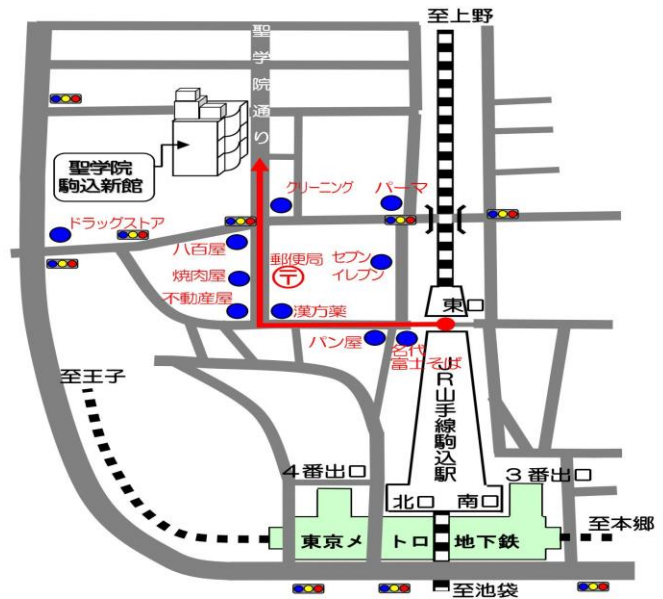 至上野
聖学院通り
聖学院
駒込新館
クリーニング
パーマ
ドラッグストア
八百屋
郵便局
〒
セブン
イレブン
焼肉屋
不動産屋
漢方薬
東口
パン屋
名代
富士そば
至王子
JR山手線駒込駅
4番出口
3番出口
北口 南口
至本郷
東京メトロ 地下鉄
至池袋